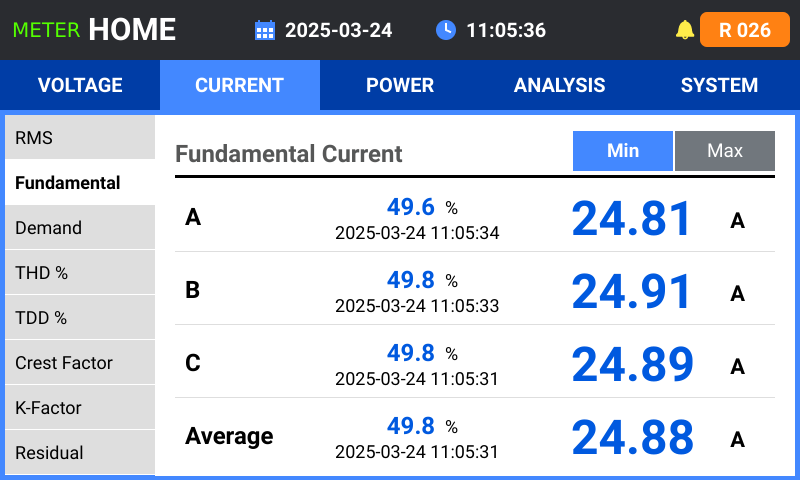 METER HOME 2025-03-24 11:05:36 R 026
VOLTAGE CURRENT POWER ANALYSIS SYSTEM
RMS
Fundamental
Demand
THD %
TDD %
Crest Factor
K-Factor
Residual
Fundamental Current Min Max
A 49.6 % 24.81 A
2025-03-24 11:05:34
B 49.8 % 24.91 A
2025-03-24 11:05:33
C 49.8 % 24.89 A
2025-03-24 11:05:31
Average 49.8 % 24.88 A
2025-03-24 11:05:31